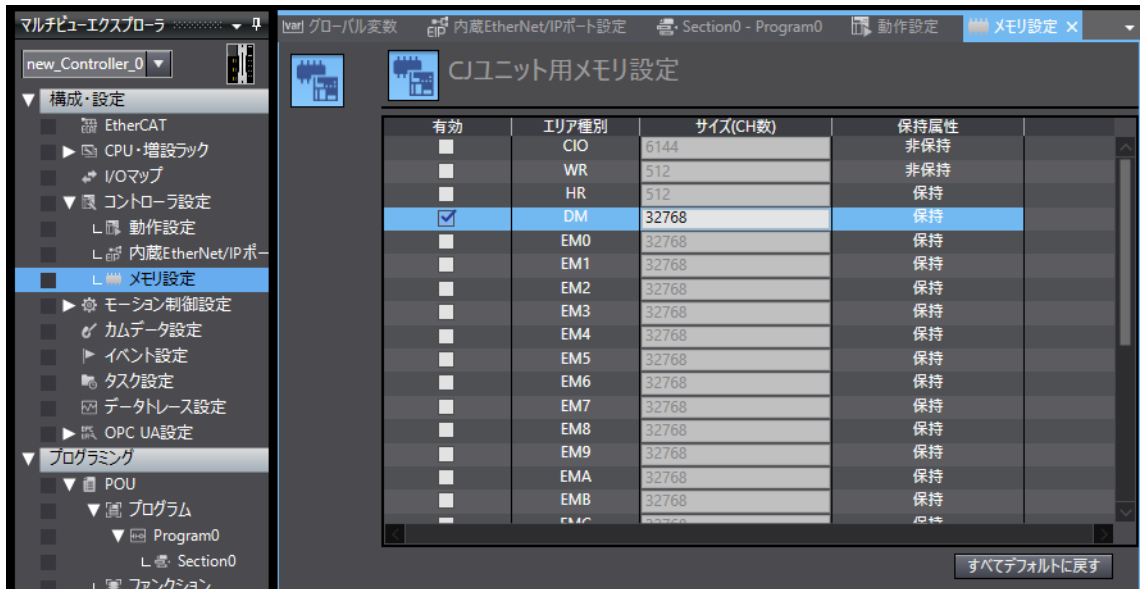 マルチビューエクスプローラ
new_Controller_0
構成・設定
EtherCAT
CPU・増設ラック
I/Oマップ
コントローラ設定
動作設定
内蔵EtherNet/IPポー
メモリ設定
モーション制御設定
カムデータ設定
イベント設定
タスク設定
データトレース設定
OPC UA設定
プログラミング
POU
プログラム
Program0
Section0
ファンクション
var グローバル変数 内蔵EtherNet/IPポート設定 Section0 - Program0 動作設定 メモリ設定
CJユニット用メモリ設定
有効 エリア種別 サイズ(CH数) 保持属性
CIO 6144 非保持
WR 512 非保持
HR 512 保持
DM 32768 保持
EM0 32768 保持
EM1 32768 保持
EM2 32768 保持
EM3 32768 保持
EM4 32768 保持
EM5 32768 保持
EM6 32768 保持
EM7 32768 保持
EM8 32768 保持
EM9 32768 保持
EMA 32768 保持
EMB 32768 保持
EMC 32768 保持
すべてデフォルトに戻す